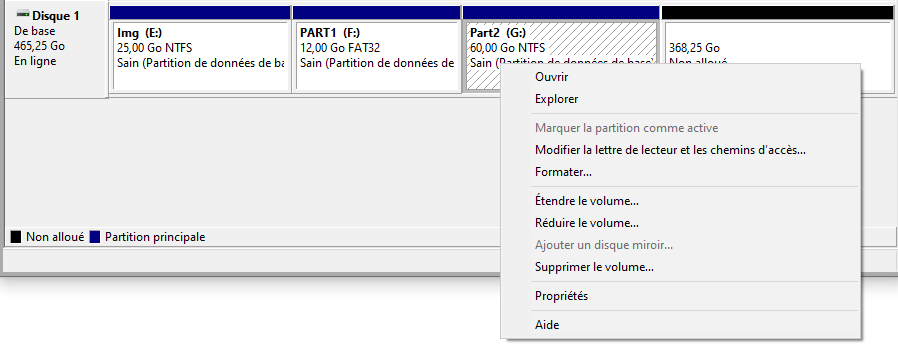 Disque 1
De base
465,25 Go
En ligne
Img (E:)
25,00 Go NTFS
Sain (Partition de données de ba
PART1 (F:)
12,00 Go FAT32
Sain (Partition de données de
Part2 (G:)
60,00 Go NTFS
Sain (Partition de données de base)
368,25 Go
Non alloué
Ouvrir
Explorer
Marquer la partition comme active
Modifier la lettre de lecteur et les chemins d'accès...
Formater...
Étendre le volume...
Réduire le volume...
Ajouter un disque miroir...
Supprimer le volume...
Propriétés
Aide
Non alloué Partition principale